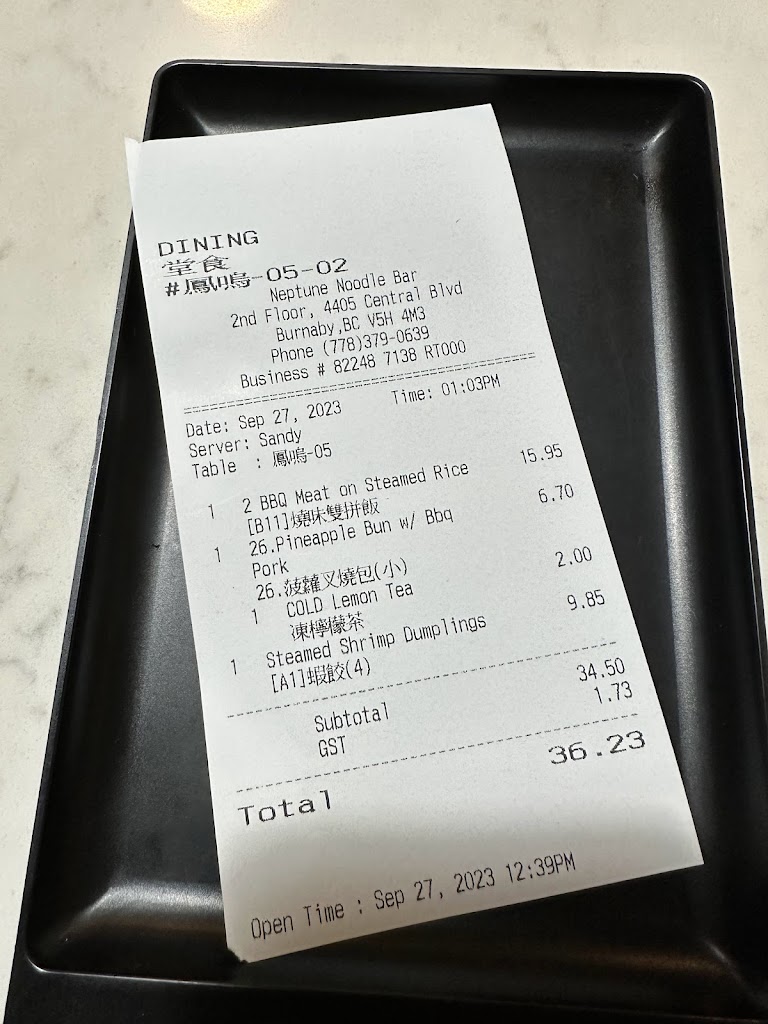 DINING
堂食
#鳳鳴-05-02
Neptune Noodle Bar
2nd Floor, 4405 Central Blvd
Burnaby,BC V5H 4M3
Phone (778)379-0639
Business # 82248 7138 RT000
Date: Sep 27, 2023 Time: 01:03PM
Server: Sandy
Table : 鳳鳴-05
1 2 BBQ Meat on Steamed Rice 15.95
[B11]燒味雙拼飯
1 26.Pineapple Bun w/ Bbq 6.70
Pork
26.菠蘿叉燒包(小)
1 COLD Lemon Tea 2.00
凍檸檬茶
1 Steamed Shrimp Dumplings 9.85
[A1]蝦餃(4)
Subtotal 34.50
GST 1.73
Total 36.23
Open Time : Sep 27, 2023 12:39PM